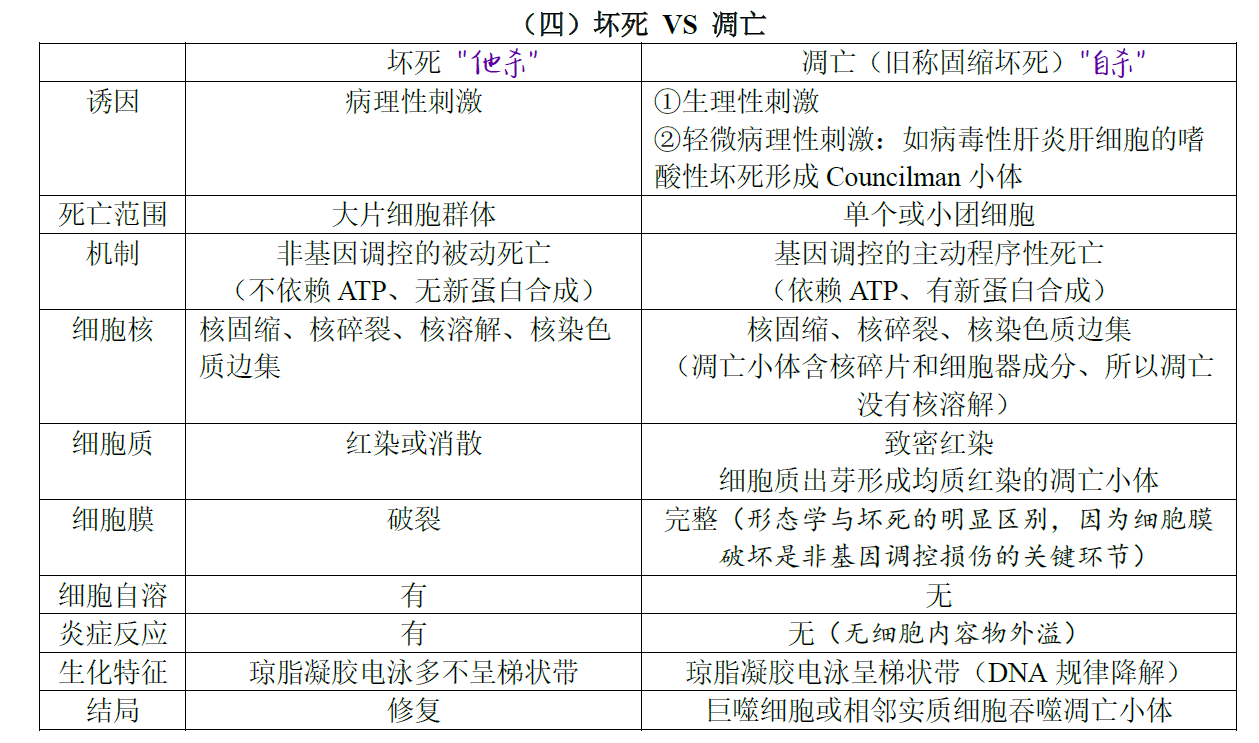 （四）坏死 VS 凋亡
坏死 “他杀”
凋亡（旧称固缩坏死）“自杀”
诱因
病理性刺激
①生理性刺激
②轻微病理性刺激：如病毒性肝炎肝细胞的嗜
酸性坏死形成 Councilman 小体
死亡范围
大片细胞群体
单个或小团细胞
机制
非基因调控的被动死亡
（不依赖 ATP、无新蛋白合成）
基因调控的主动程序性死亡
（依赖 ATP、有新蛋白合成）
细胞核
核固缩、核碎裂、核溶解、核染色
质边集
核固缩、核碎裂、核染色质边集
（凋亡小体含核碎片和细胞器成分、所以凋亡
没有核溶解）
细胞质
红染或消散
致密红染
细胞质出芽形成均质红染的凋亡小体
细胞膜
破裂
完整（形态学与坏死的明显区别，因为细胞膜
破坏是非基因调控损伤的关键环节）
细胞自溶
有
无
炎症反应
有
无（无细胞内容物外溢）
生化特征
琼脂凝胶电泳多不呈梯状带
琼脂凝胶电泳呈梯状带（DNA 规律降解）
结局
修复
巨噬细胞或相邻实质细胞吞噬凋亡小体